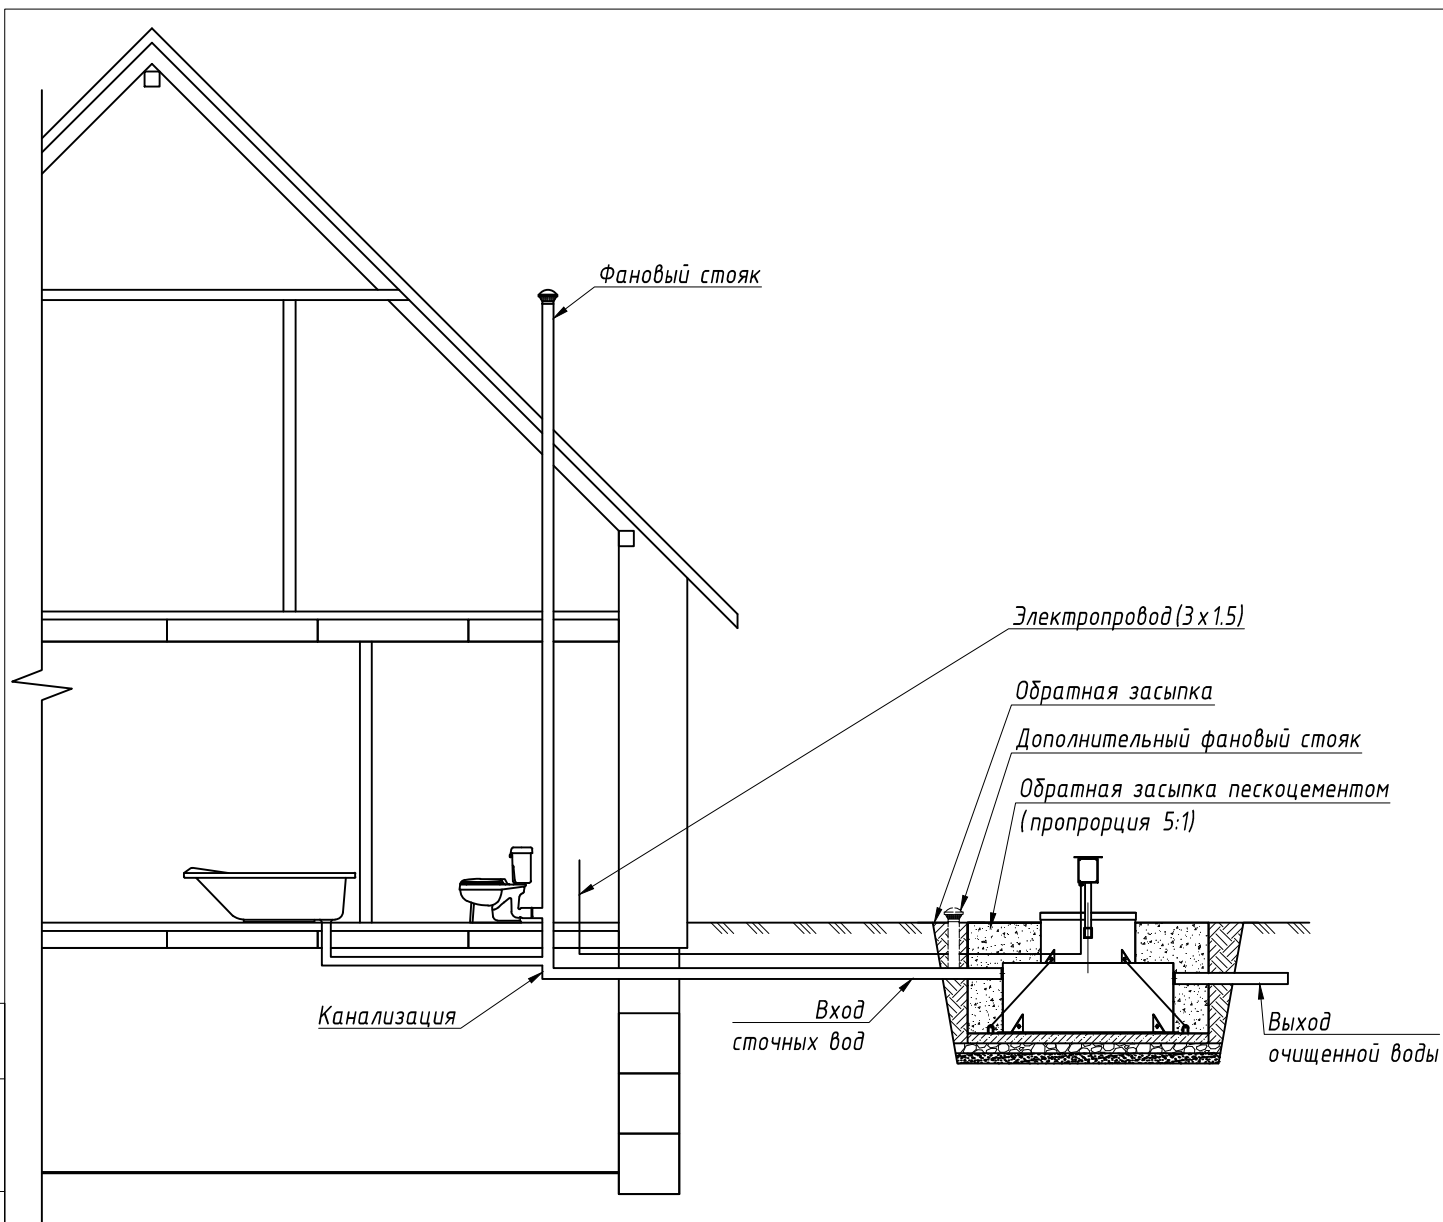 Фановый стояк
Электропровод (3 х 1.5)
Обратная засыпка
Дополнительный фановый стояк
Обратная засыпка пескоцементом
(пропрорция 5:1)
Канализация
Вход
сточных вод
Выход
очищенной воды